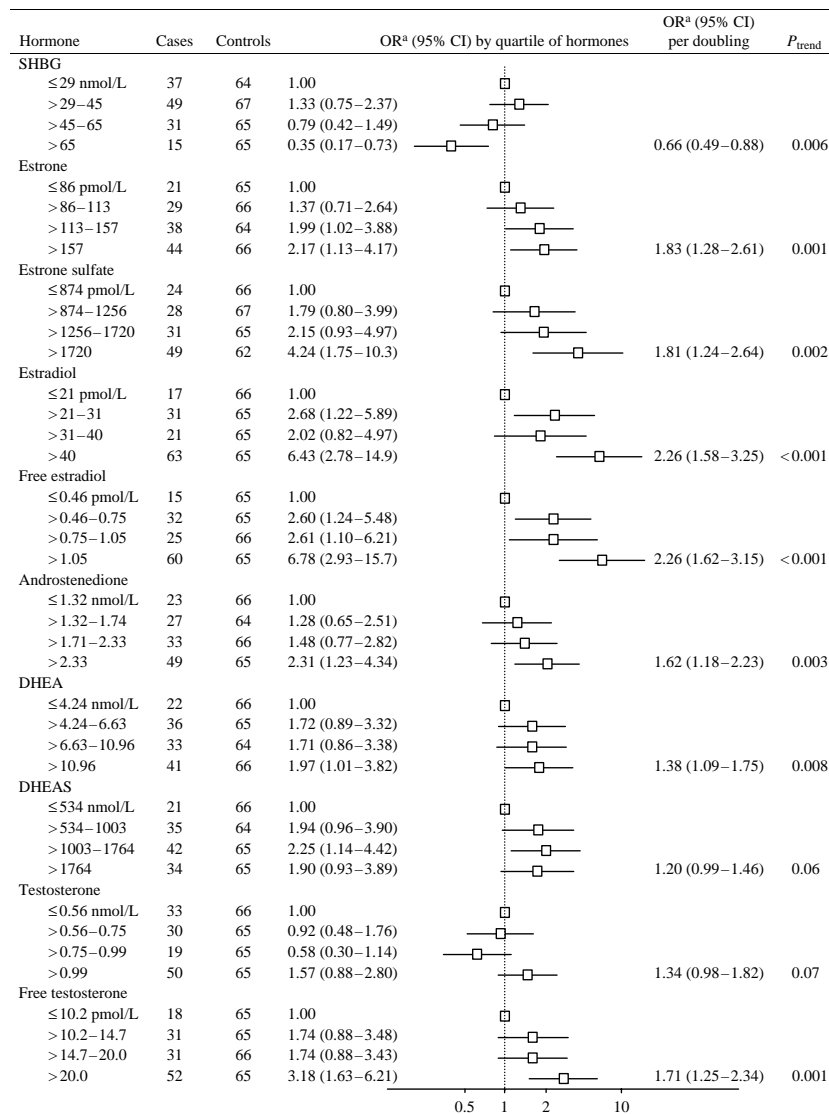 Hormone Cases Controls ORᵃ (95% CI) by quartile of hormones ORᵃ (95% CI) per doubling P trend
SHBG
≤29 nmol/L 37 64 1.00
>29–45 49 67 1.33 (0.75–2.37)
>45–65 31 65 0.79 (0.42–1.49)
>65 15 65 0.35 (0.17–0.73) 0.66 (0.49–0.88) 0.006
Estrone
≤86 pmol/L 21 65 1.00
>86–113 29 66 1.37 (0.71–2.64)
>113–157 38 64 1.99 (1.02–3.88)
>157 44 66 2.17 (1.13–4.17) 1.83 (1.28–2.61) 0.001
Estrone sulfate
≤874 pmol/L 24 66 1.00
>874–1256 28 67 1.79 (0.80–3.99)
>1256–1720 31 65 2.15 (0.93–4.97)
>1720 49 62 4.24 (1.75–10.3) 1.81 (1.24–2.64) 0.002
Estradiol
≤21 pmol/L 17 66 1.00
>21–31 31 65 2.68 (1.22–5.89)
>31–40 21 65 2.02 (0.82–4.97)
>40 63 65 6.43 (2.78–14.9) 2.26 (1.58–3.25) <0.001
Free estradiol
≤0.46 pmol/L 15 65 1.00
>0.46–0.75 32 65 2.60 (1.24–5.48)
>0.75–1.05 25 66 2.61 (1.10–6.21)
>1.05 60 65 6.78 (2.93–15.7) 2.26 (1.62–3.15) <0.001
Androstenedione
≤1.32 nmol/L 23 66 1.00
>1.32–1.74 27 64 1.28 (0.65–2.51)
>1.71–2.33 33 66 1.48 (0.77–2.82)
>2.33 49 65 2.31 (1.23–4.34) 1.62 (1.18–2.23) 0.003
DHEA
≤4.24 nmol/L 22 66 1.00
>4.24–6.63 36 65 1.72 (0.89–3.32)
>6.63–10.96 33 64 1.71 (0.86–3.38)
>10.96 41 66 1.97 (1.01–3.82) 1.38 (1.09–1.75) 0.008
DHEAS
≤534 nmol/L 21 66 1.00
>534–1003 35 64 1.94 (0.96–3.90)
>1003–1764 42 65 2.25 (1.14–4.42)
>1764 34 65 1.90 (0.93–3.89) 1.20 (0.99–1.46) 0.06
Testosterone
≤0.56 nmol/L 33 66 1.00
>0.56–0.75 30 65 0.92 (0.48–1.76)
>0.75–0.99 19 65 0.58 (0.30–1.14)
>0.99 50 65 1.57 (0.88–2.80) 1.34 (0.98–1.82) 0.07
Free testosterone
≤10.2 pmol/L 18 65 1.00
>10.2–14.7 31 65 1.74 (0.88–3.48)
>14.7–20.0 31 66 1.74 (0.88–3.43)
>20.0 52 65 3.18 (1.63–6.21) 1.71 (1.25–2.34) 0.001
0.5 1 2 10